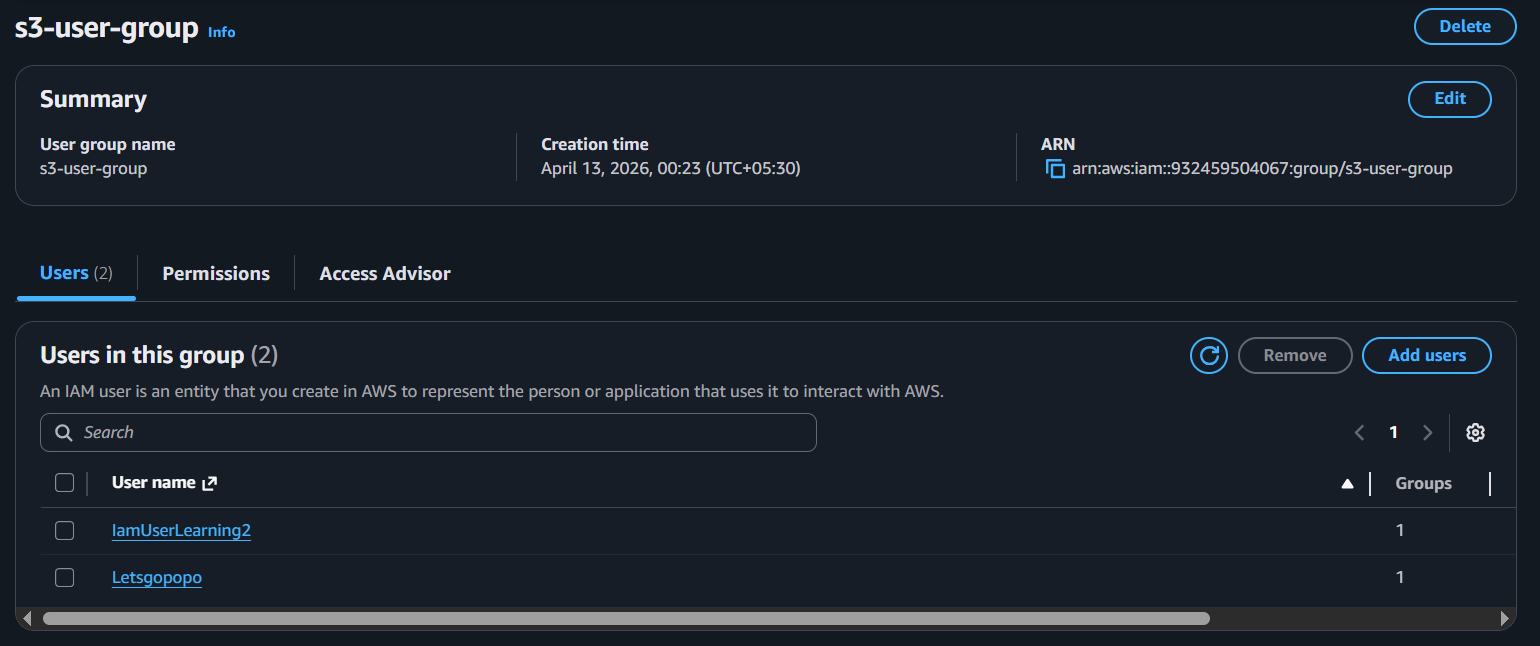 s3-user-group Info
Delete
Summary
Edit
User group name
s3-user-group
Creation time
April 13, 2026, 00:23 (UTC+05:30)
ARN
arn:aws:iam::932459504067:group/s3-user-group
Users (2)
Permissions
Access Advisor
Users in this group (2)
Remove
Add users
An IAM user is an entity that you create in AWS to represent the person or application that uses it to interact with AWS.
Search
1
User name
Groups
IamUserLearning2
1
Letsgopopo
1